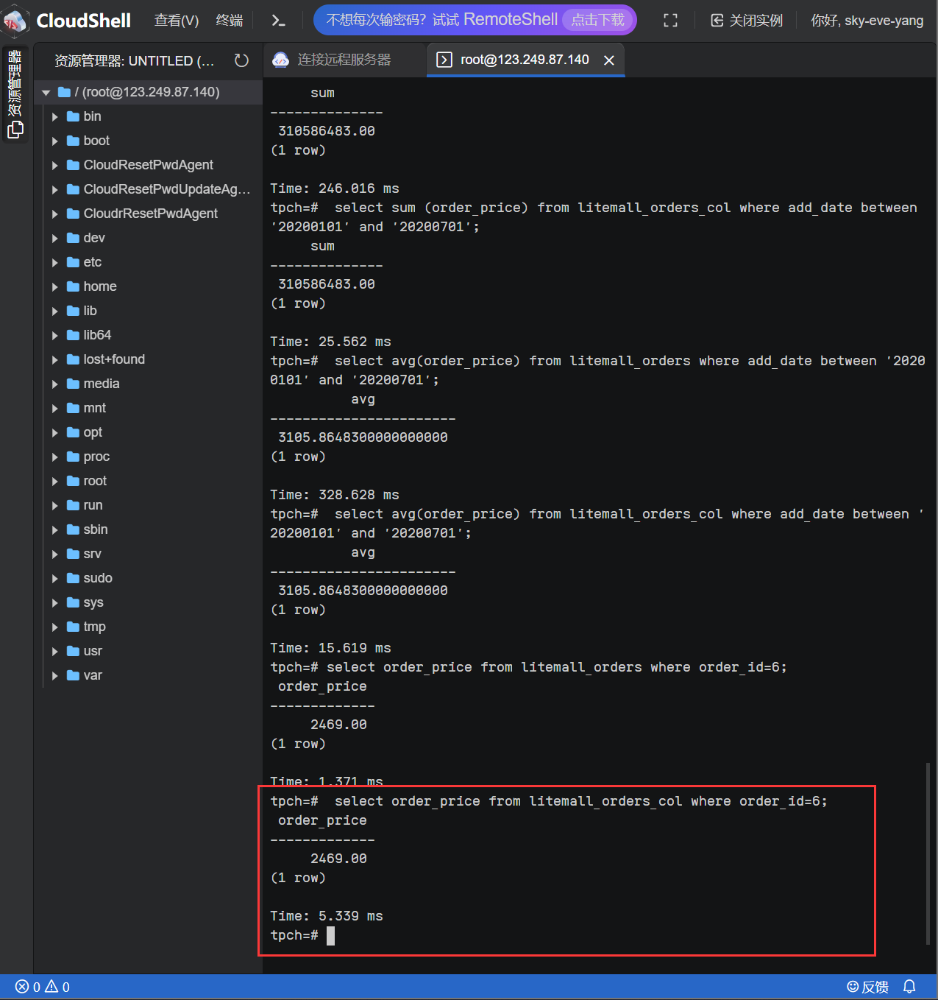 CloudShell 查看(V) 终端 不想每次输密码？试试 RemoteShell 点击下载 关闭实例 你好, sky-eve-yang
资源管理器
资源管理器: UNTITLED (...
/ (root@123.249.87.140)
bin
boot
CloudResetPwdAgent
CloudResetPwdUpdateAg...
CloudrResetPwdAgent
dev
etc
home
lib
lib64
lost+found
media
mnt
opt
proc
root
run
sbin
srv
sudo
sys
tmp
usr
var
连接远程服务器 root@123.249.87.140
sum
--------------
310586483.00
(1 row)
Time: 246.016 ms
tpch=#  select sum (order_price) from litemall_orders_col where add_date between
'20200101' and '20200701';
sum
--------------
310586483.00
(1 row)
Time: 25.562 ms
tpch=#  select avg(order_price) from litemall_orders where add_date between '2020
0101' and '20200701';
avg
-----------------------
3105.8648300000000000
(1 row)
Time: 328.628 ms
tpch=#  select avg(order_price) from litemall_orders_col where add_date between '
20200101' and '20200701';
avg
-----------------------
3105.8648300000000000
(1 row)
Time: 15.619 ms
tpch=# select order_price from litemall_orders where order_id=6;
order_price
-------------
2469.00
(1 row)
Time: 1.371 ms
tpch=#  select order_price from litemall_orders_col where order_id=6;
order_price
-------------
2469.00
(1 row)
Time: 5.339 ms
tpch=#
0 0 反馈